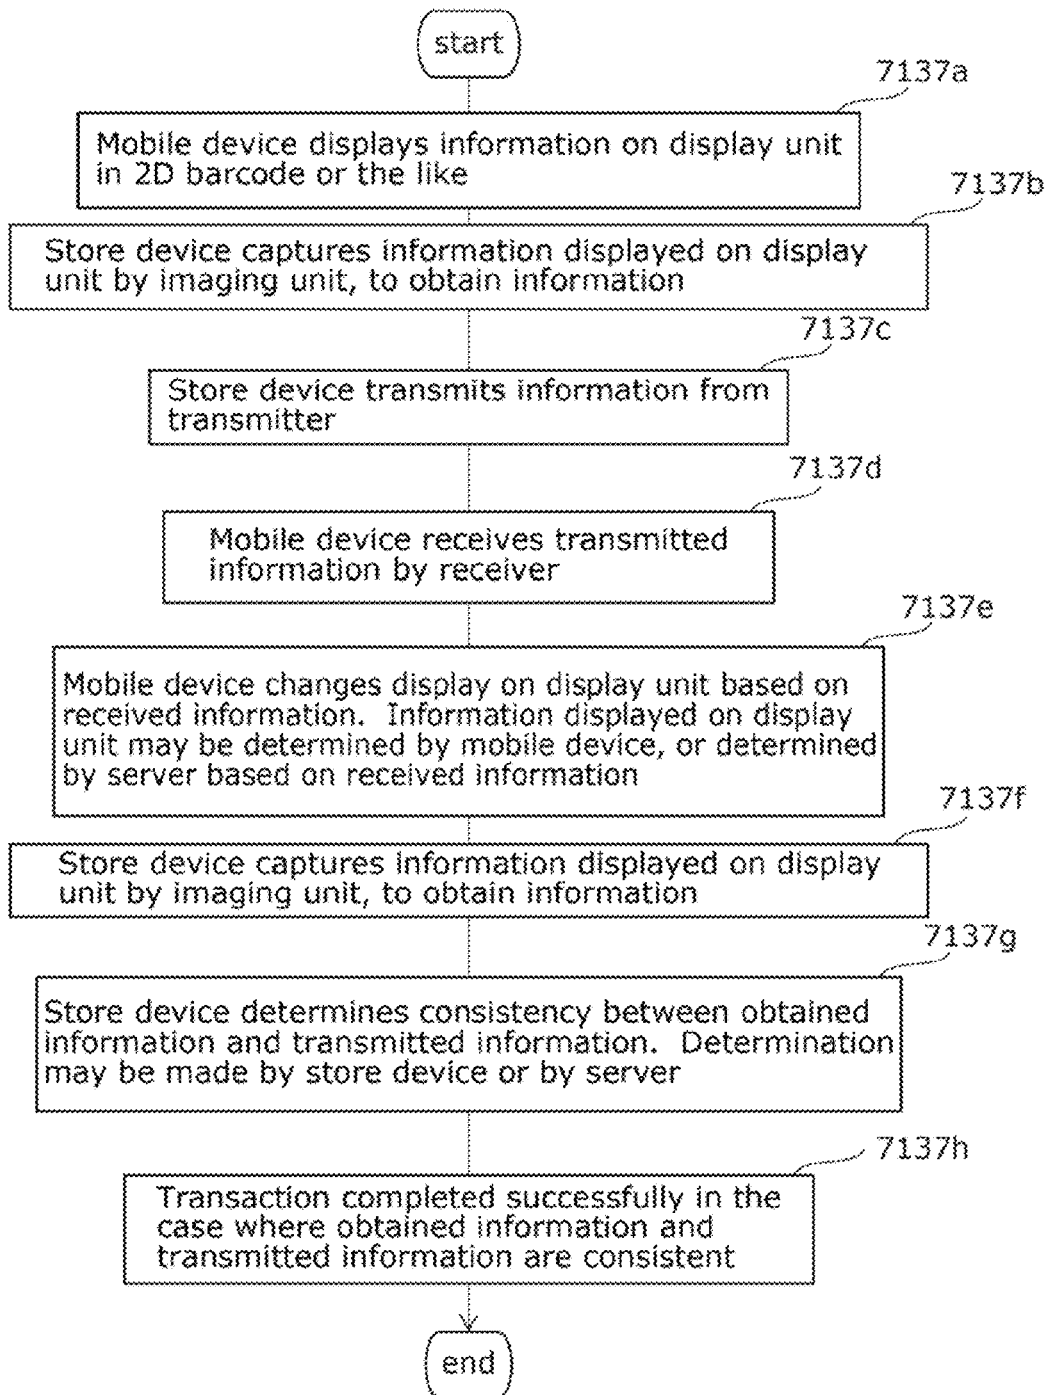 start
7137a
Mobile device displays information on display unit
in 2D barcode or the like
7137b
Store device captures information displayed on display
unit by imaging unit, to obtain information
7137c
Store device transmits information from
transmitter
7137d
Mobile device receives transmitted
information by receiver
7137e
Mobile device changes display on display unit based on
received information.  Information displayed on display
unit may be determined by mobile device, or determined
by server based on received information
7137f
Store device captures information displayed on display
unit by imaging unit, to obtain information
7137g
Store device determines consistency between obtained
information and transmitted information.  Determination
may be made by store device or by server
7137h
Transaction completed successfully in the
case where obtained information and
transmitted information are consistent
end